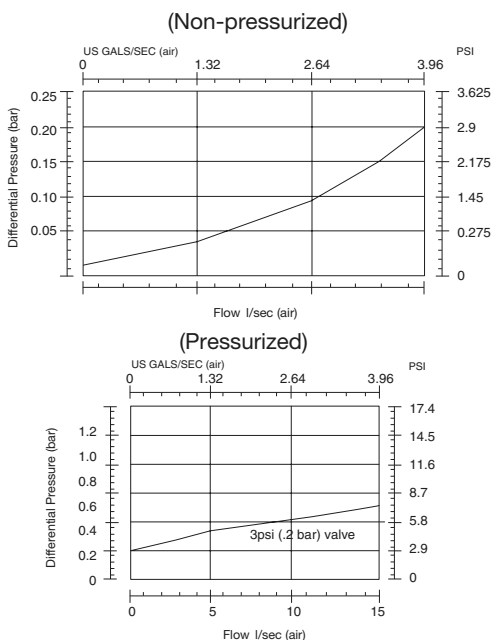 (Non-pressurized)
US GALS/SEC (air)
PSI
0 1.32 2.64 3.96
0.25 3.625
0.20 2.9
0.15 2.175
0.10 1.45
0.05 0.275
0
Differential Pressure (bar)
Flow l/sec (air)
(Pressurized)
US GALS/SEC (air)
PSI
0 1.32 2.64 3.96
17.4
1.2 14.5
1.0 11.6
0.8 8.7
0.6 5.8
0.4 2.9
0.2
0 0
Differential Pressure (bar)
3psi (.2 bar) valve
0 5 10 15
Flow l/sec (air)